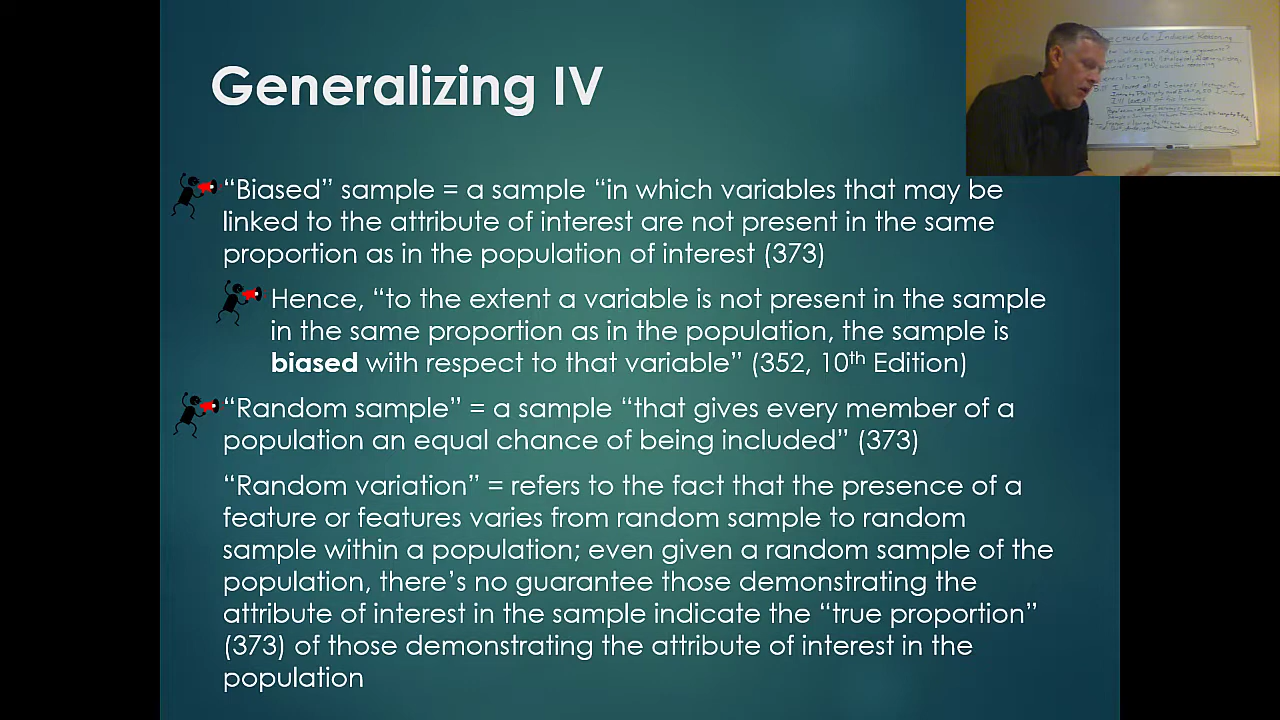 Generalizing IV
“Biased” sample = a sample “in which variables that may be
linked to the attribute of interest are not present in the same
proportion as in the population of interest (373)
Hence, “to the extent a variable is not present in the sample
in the same proportion as in the population, the sample is
biased with respect to that variable” (352, 10th Edition)
“Random sample” = a sample “that gives every member of a
population an equal chance of being included” (373)
“Random variation” = refers to the fact that the presence of a
feature or features varies from random sample to random
sample within a population; even given a random sample of the
population, there’s no guarantee those demonstrating the
attribute of interest in the sample indicate the “true proportion”
(373) of those demonstrating the attribute of interest in the
population